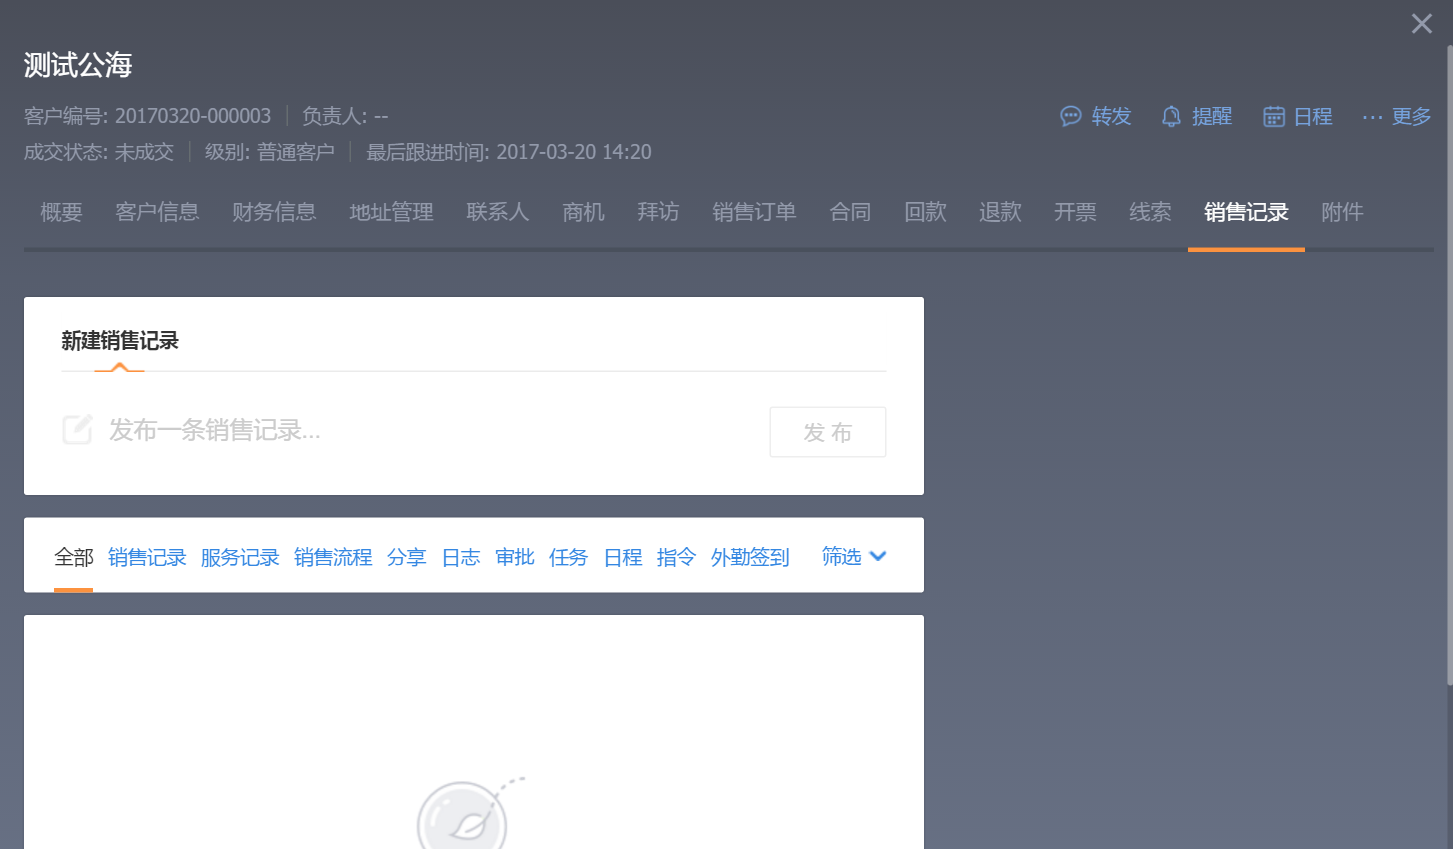 测试公海
客户编号: 20170320-000003 负责人: --
转发 提醒 日程 ··· 更多
成交状态: 未成交 级别: 普通客户 最后跟进时间: 2017-03-20 14:20
概要 客户信息 财务信息 地址管理 联系人 商机 拜访 销售订单 合同 回款 退款 开票 线索 销售记录 附件
新建销售记录
发布一条销售记录...
发 布
全部 销售记录 服务记录 销售流程 分享 日志 审批 任务 日程 指令 外勤签到 筛选